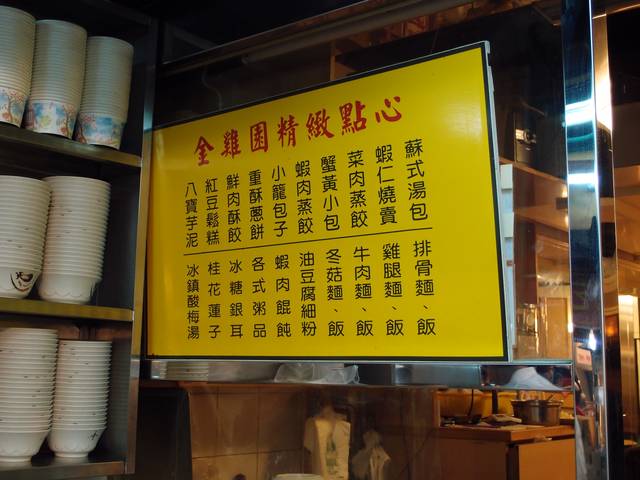 金雞園精緻點心
蘇式湯包
蝦仁燒賣
菜肉蒸餃
蟹黃小包
蝦肉蒸餃
小籠包子
重酥蔥餅
鮮肉酥餃
紅豆鬆糕
八寶芋泥
排骨麵、飯
雞腿麵、飯
牛肉麵、飯
冬菇麵、飯
油豆腐細粉
蝦肉餛飩
各式粥品
冰糖銀耳
桂花蓮子
冰鎮酸梅湯